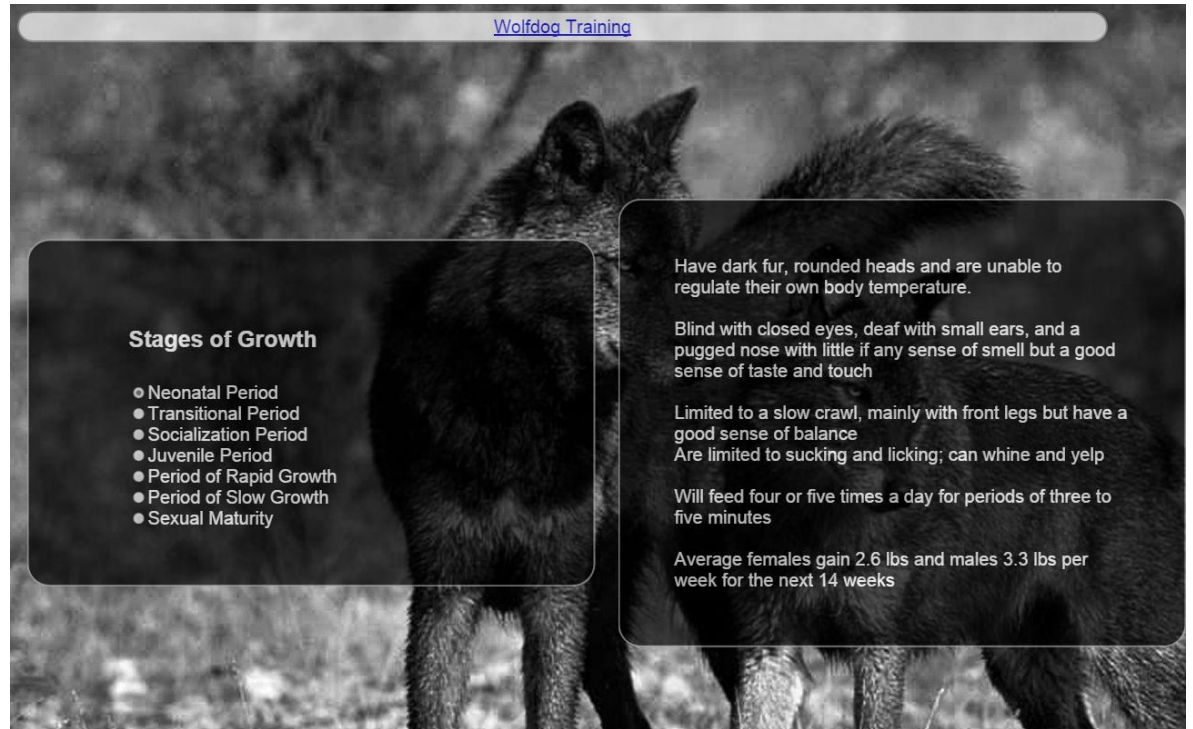 Wolfdog Training
Stages of Growth
Neonatal Period
Transitional Period
Socialization Period
Juvenile Period
Period of Rapid Growth
Period of Slow Growth
Sexual Maturity
Have dark fur, rounded heads and are unable to
regulate their own body temperature.
Blind with closed eyes, deaf with small ears, and a
pugged nose with little if any sense of smell but a good
sense of taste and touch
Limited to a slow crawl, mainly with front legs but have a
good sense of balance
Are limited to sucking and licking; can whine and yelp
Will feed four or five times a day for periods of three to
five minutes
Average females gain 2.6 lbs and males 3.3 lbs per
week for the next 14 weeks